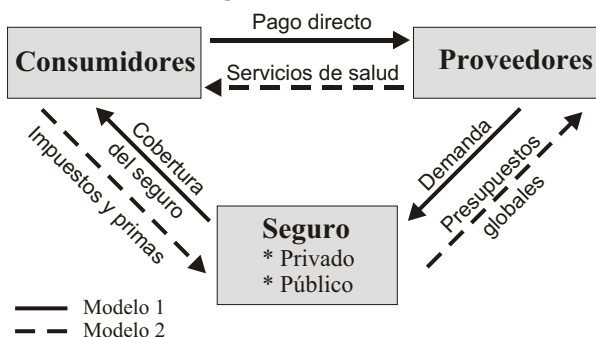 Pago directo
Consumidores
Proveedores
Servicios de salud
Cobertura
del seguro
Impuestos y primas
Demanda
Presupuestos
globales
Seguro
* Privado
* Público
Modelo 1
Modelo 2